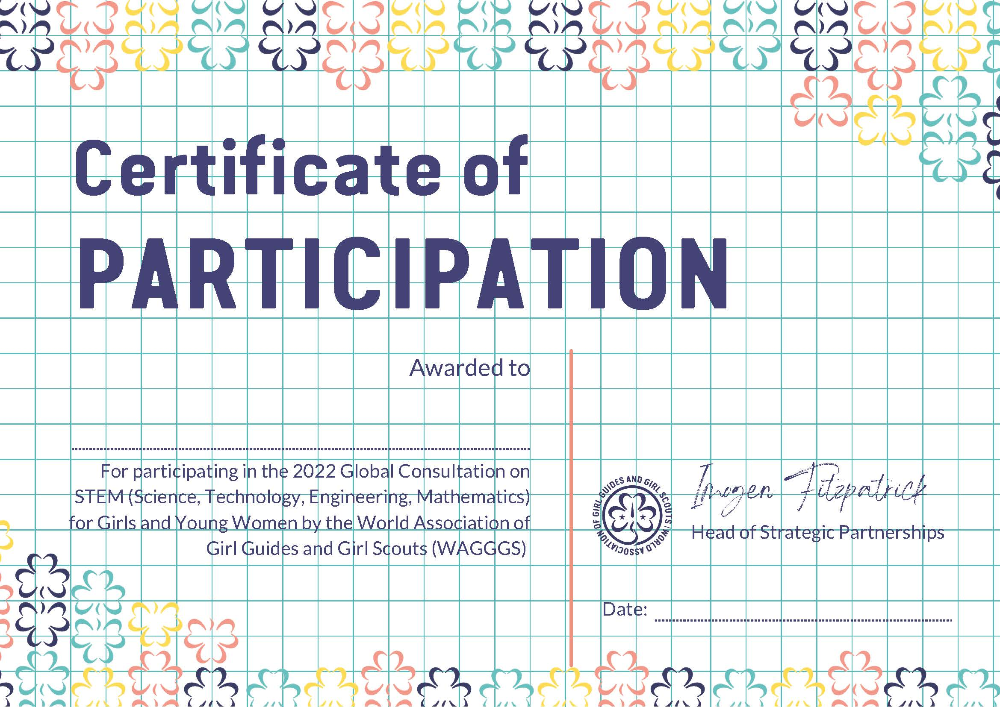 Certificate of
PARTICIPATION
Awarded to
For participating in the 2022 Global Consultation on
STEM (Science, Technology, Engineering, Mathematics)
for Girls and Young Women by the World Association of
Girl Guides and Girl Scouts (WAGGGS)
WORLD ASSOCIATION OF GIRL GUIDES AND GIRL SCOUTS /
Imogen Fitzpatrick
Head of Strategic Partnerships
Date: